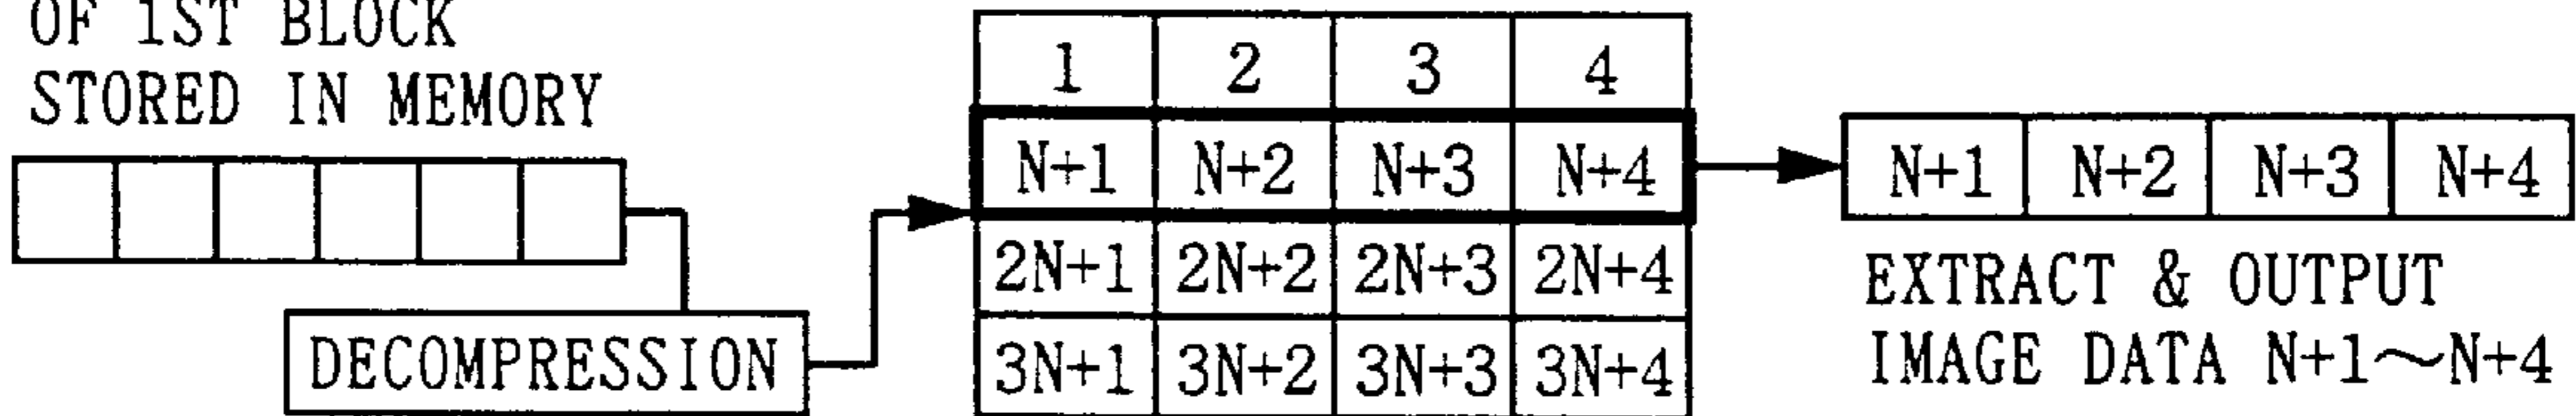 OF 1ST BLOCK
STORED IN MEMORY
DECOMPRESSION
1 2 3 4
N+1 N+2 N+3 N+4
2N+1 2N+2 2N+3 2N+4
3N+1 3N+2 3N+3 3N+4
N+1 N+2 N+3 N+4
EXTRACT & OUTPUT
IMAGE DATA N+1～N+4